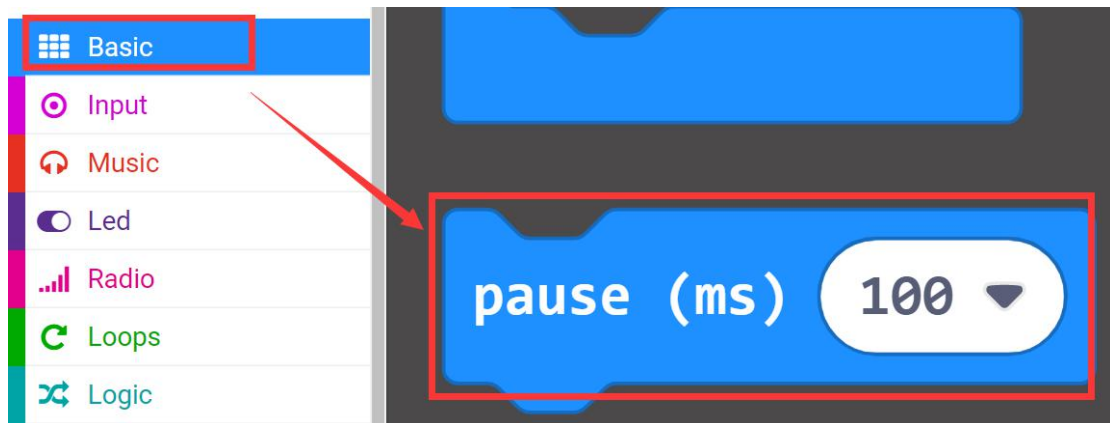 Basic
Input
Music
Led
Radio
Loops
Logic
pause (ms) 100